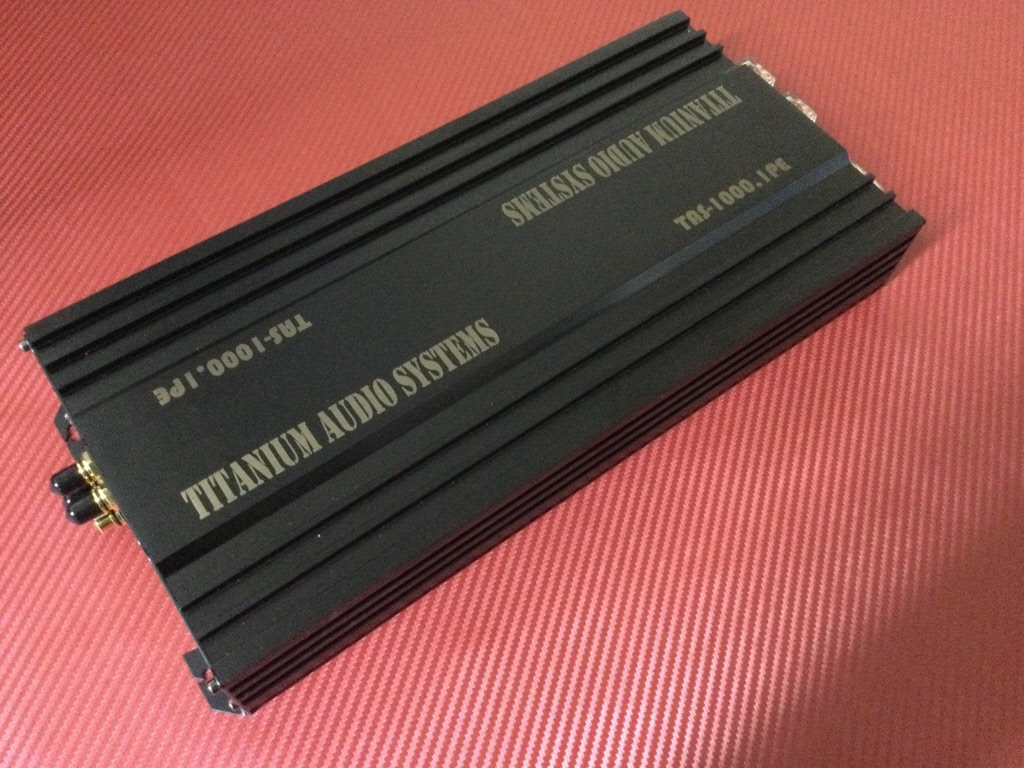 TITANIUM AUDIO SYSTEMS
TAS-1000.1PE
TITANIUM AUDIO SYSTEMS
TAS-1000.1PE